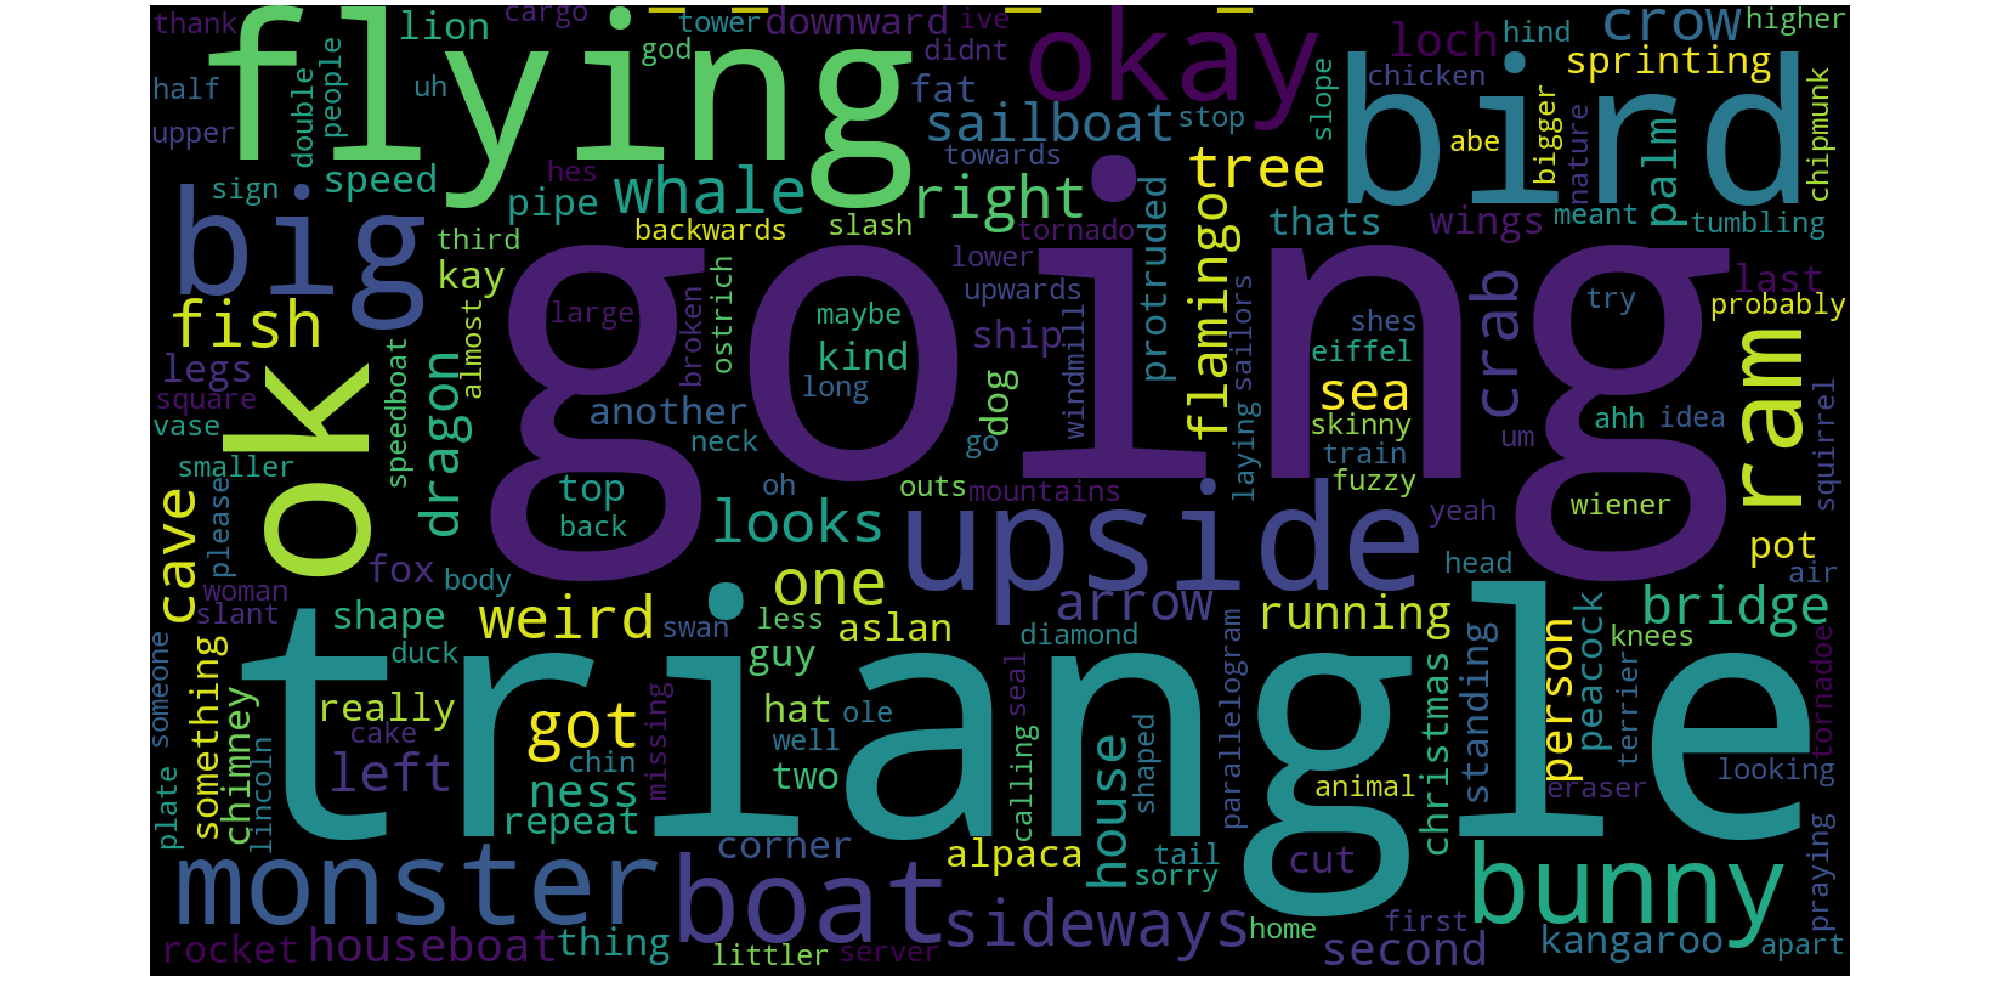 thank
cargo
tower
downward
ive
crow
higher
lion
god
didnt
okay
loch
hind
flying
sprinting
half
double
people
uh
fat
chicken
bird
upper
sailboat
stop
slope
abe
bigger
nature
palm
chipmunk
towards
tree
hes
sign
speed
pipe
whale
right
thats
wings
meant
tumbling
big
third
backwards
slash
tornado
protruded
flamingo
kay
lower
last
fish
large
broken
ostrich
maybe
upwards
going
crab
try
probably
almost
ship
windmill
sailors
shes
legs
dragon
kind
eiffel
ram
square
speedboat
another
long
dog
sea
vase
ok
neck
go
skinny
um
ahh
idea
squirrel
smaller
laying
train
cave
please
top
oh
outs
mountains
fuzzy
wiener
back
looks
upside
yeah
fox
body
one
head
pot
air
woman
slant
shape
weird
swan
less
aslan
arrow
running
bridge
duck
guy
diamond
parallelogram
standing
person
peacock
knees
someone
something
triangle
terrier
tornadoe
chimney
really
got
missing
hat
ole
seal
shaped
christmas
lincoln
cake
left
chin
well
calling
house
looking
plate
ness
two
animal
eraser
repeat
praying
corner
alpaca
tail
cut
monster
boat
sorry
bunny
rocket
houseboat
thing
littler
server
sideways
home
first
second
kangaroo
apart